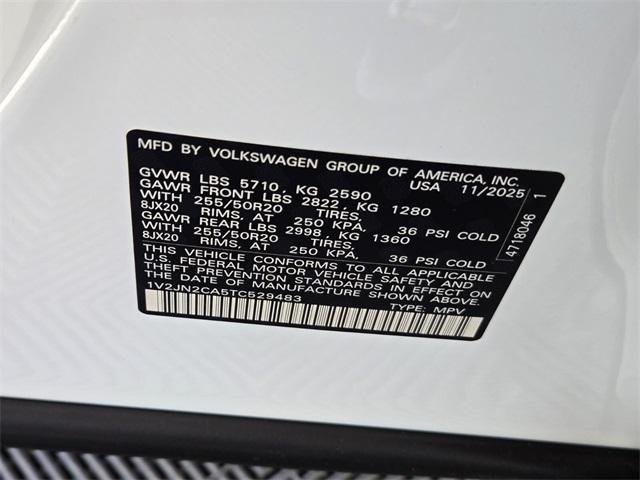 MFD BY VOLKSWAGEN GROUP OF AMERICA, INC.
USA 11/2025
GVWR LBS 5710, KG 2590
GAWR FRONT LBS 2822, KG 1280
WITH 255/50R20 TIRES,
8JX20 RIMS, AT 250 KPA, 36 PSI COLD
GAWR REAR LBS 2998, KG 1360
WITH 255/50R20 TIRES,
8JX20 RIMS, AT 250 KPA, 36 PSI COLD
THIS VEHICLE CONFORMS TO ALL APPLICABLE
U.S. FEDERAL MOTOR VEHICLE SAFETY AND
THEFT PREVENTION STANDARDS IN EFFECT ON
THE DATE OF MANUFACTURE SHOWN ABOVE.
1V2JN2CA5TC529483
TYPE: MPV
4718046 1